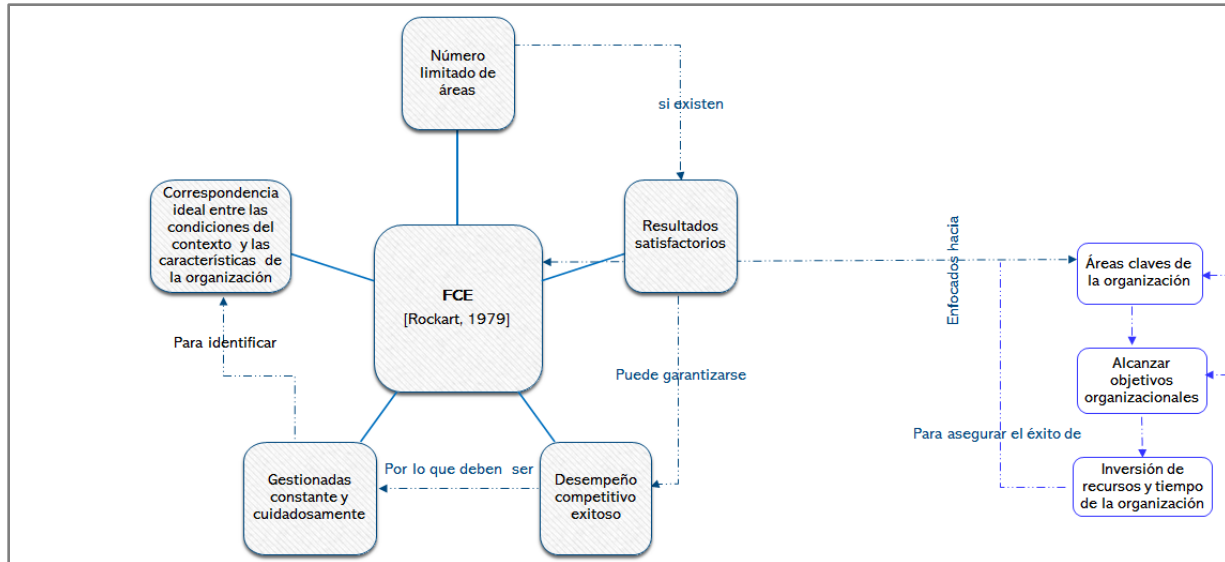 Número
limitado de
áreas
si existen
Correspondencia
ideal entre las
condiciones del
contexto y las
características de
la organización
Resultados
satisfactorios
FCE
[Rockart, 1979]
Enfocados hacia
Áreas claves de
la organización
Para identificar
Puede garantizarse
Alcanzar
objetivos
organizacionales
Para asegurar el éxito de
Gestionadas
constante y
cuidadosamente
Por lo que deben ser
Desempeño
competitivo
exitoso
Inversión de
recursos y tiempo
de la organización